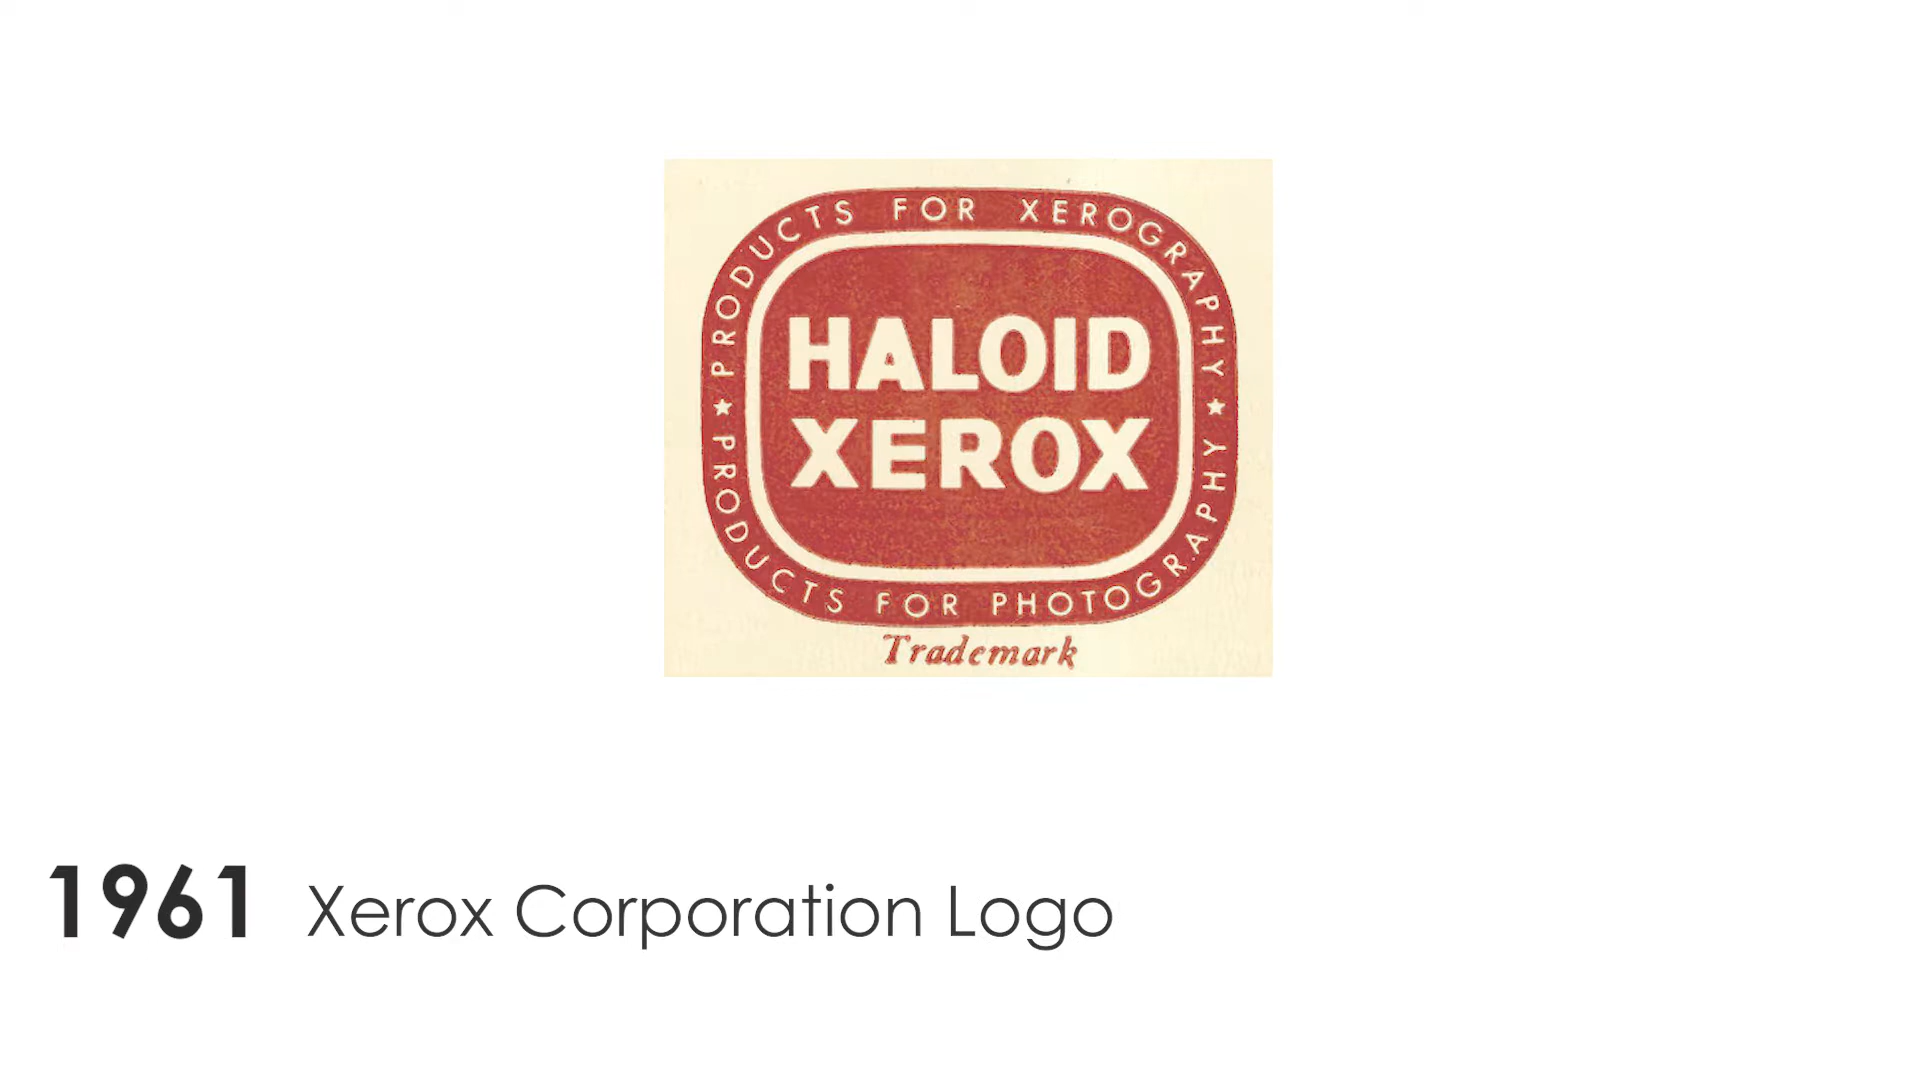 ★ PRODUCTS FOR XEROGRAPHY ★
HALOID
XEROX
PRODUCTS FOR PHOTOGRAPHY
Trademark
1961 Xerox Corporation Logo